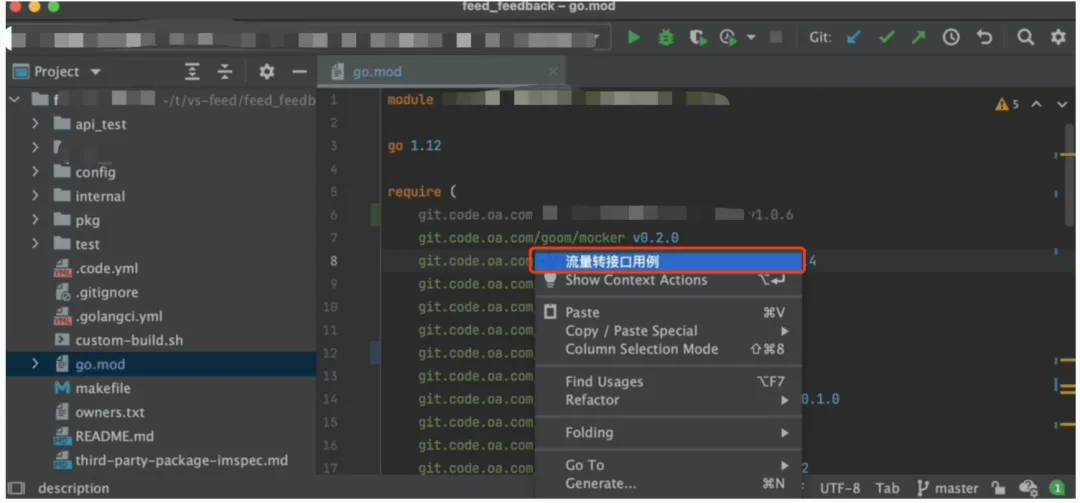 feed_feedback – go.mod
Git:
Project
go.mod
f
-/t/vs-feed/feed_feedb
api_test
config
internal
pkg
test
.code.yml
.gitignore
.golangci.yml
custom-build.sh
go.mod
makefile
owners.txt
README.md
third-party-package-imspec.md
1 module
5
2
3 go 1.12
4
5 require (
6 git.code.oa.com v1.0.6
7 git.code.oa.com/goom/mocker v0.2.0
8 git.code.oa.com 4
9 git.code.oa.com
10 git.code.oa.com
11 git.code.oa.com
12 git.code.oa.com
13 git.code.oa.com
14 git.code.oa.com 0.1.0
15 git.code.oa.com
16 git.code.oa.com
17 git.code.oa.com 2
流量转接口用例
Show Context Actions ⌥↩
Paste ⌘V
Copy / Paste Special
Column Selection Mode ⇧⌘8
Find Usages ⌥F7
Refactor
Folding
Go To
Generate... ⌘N
description
UTF-8 Tab master 1